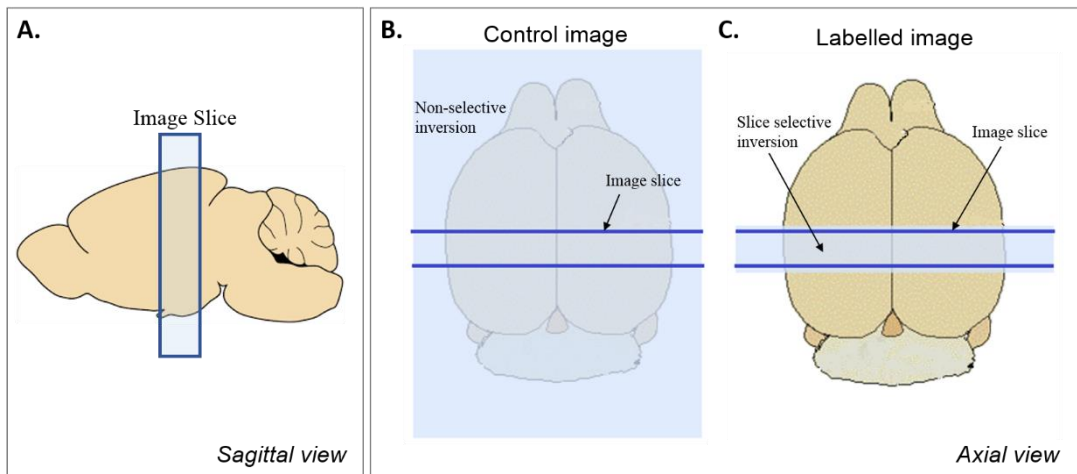 A.
Image Slice
Sagittal view
B.
Control image
Non-selective
inversion
Image slice
C.
Labelled image
Slice selective
inversion
Image slice
Axial view